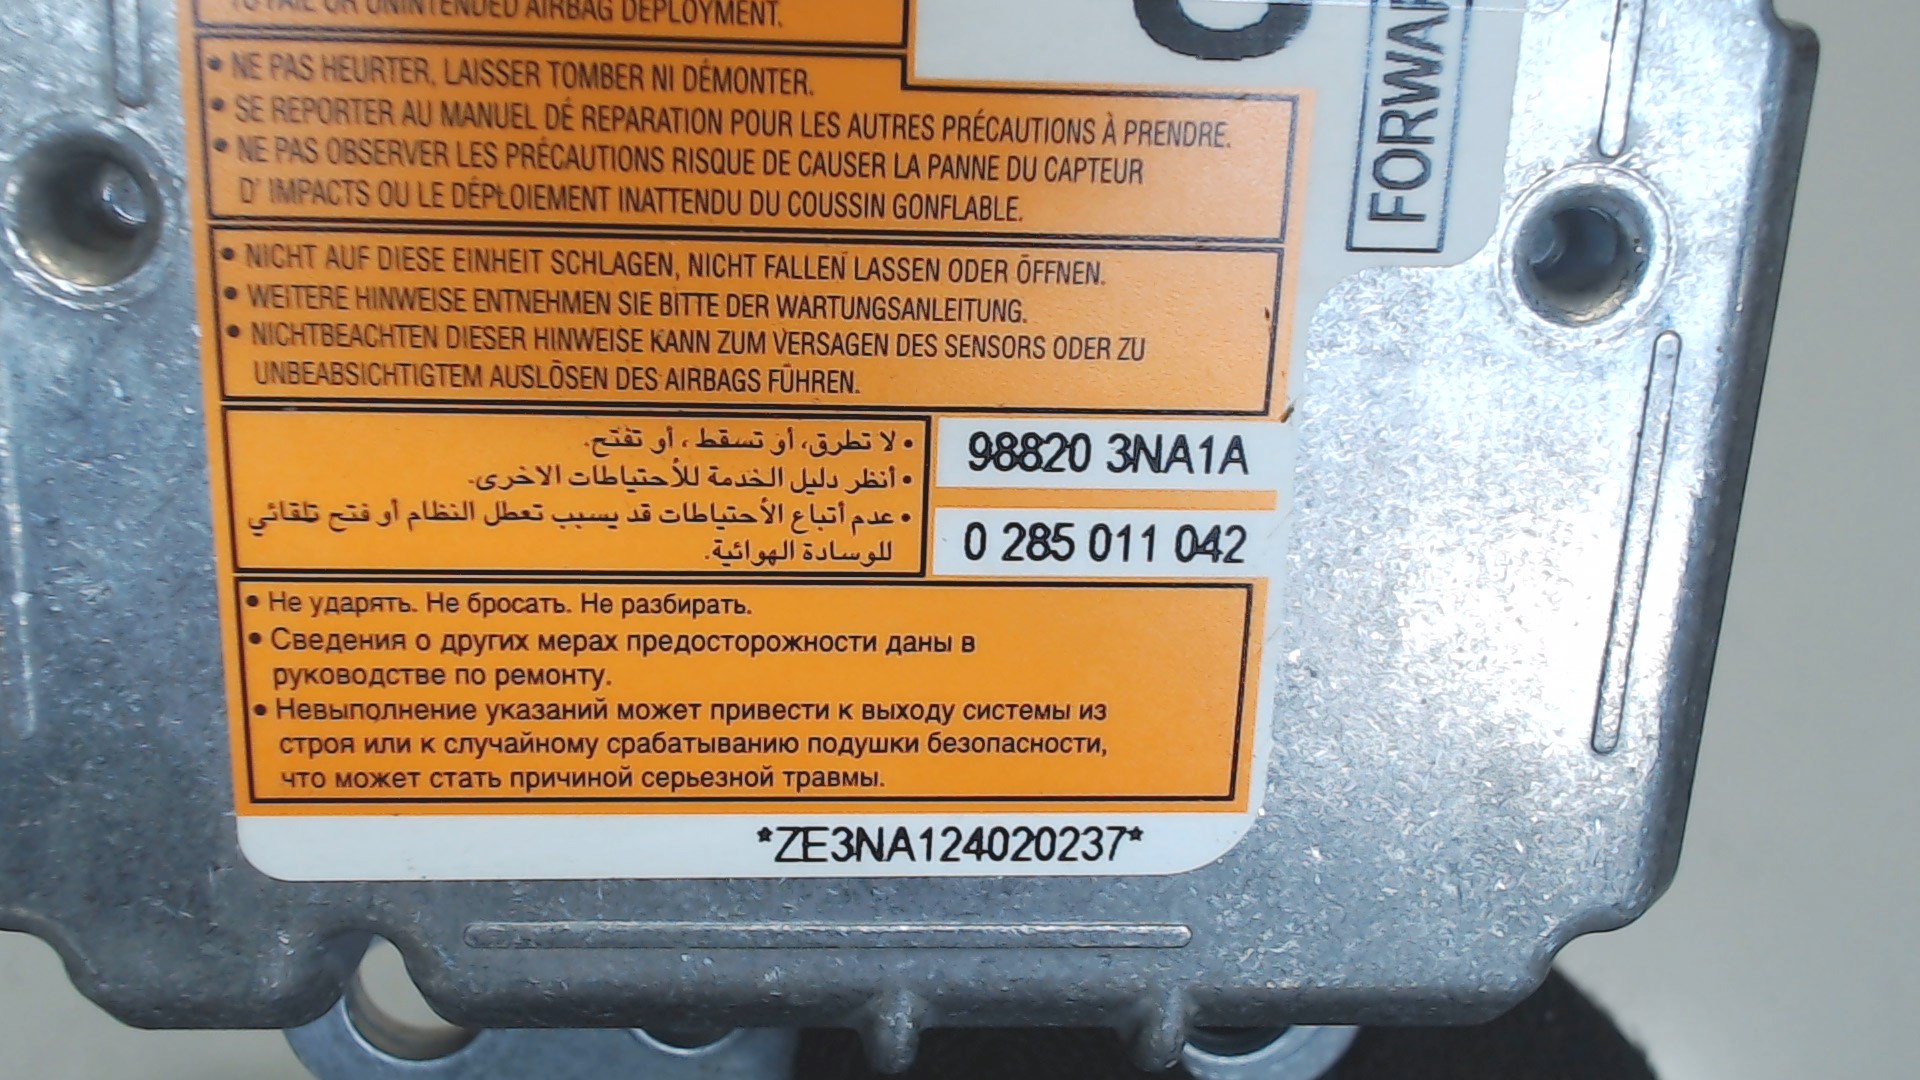 TO FAIL OR UNINTENDED AIRBAG DEPLOYMENT.
FORWAR
• NE PAS HEURTER, LAISSER TOMBER NI DÉMONTER.
• SE REPORTER AU MANUEL DÉ REPARATION POUR LES AUTRES PRÉCAUTIONS À PRENDRE.
• NE PAS OBSERVER LES PRÉCAUTIONS RISQUE DE CAUSER LA PANNE DU CAPTEUR
D' IMPACTS OU LE DÉPLOIEMENT INATTENDU DU COUSSIN GONFLABLE.
• NICHT AUF DIESE EINHEIT SCHLAGEN, NICHT FALLEN LASSEN ODER ÖFFNEN.
• WEITERE HINWEISE ENTNEHMEN SIE BITTE DER WARTUNGSANLEITUNG.
• NICHTBEACHTEN DIESER HINWEISE KANN ZUM VERSAGEN DES SENSORS ODER ZU
UNBEABSICHTIGTEM AUSLÖSEN DES AIRBAGS FÜHREN.
• لا تطرق، أو تسقط ، أو تفتح.
• أنظر دليل الخدمة للأحتياطات الاخرى.
• عدم أتباع الأحتياطات قد يسبب تعطل النظام أو فتح تلقائي
للوسادة الهوائية.
98820 3NA1A
0 285 011 042
• Не ударять. Не бросать. Не разбирать.
• Сведения о других мерах предосторожности даны в
руководстве по ремонту.
• Невыполнение указаний может привести к выходу системы из
строя или к случайному срабатыванию подушки безопасности,
что может стать причиной серьезной травмы.
*ZE3NA124020237*